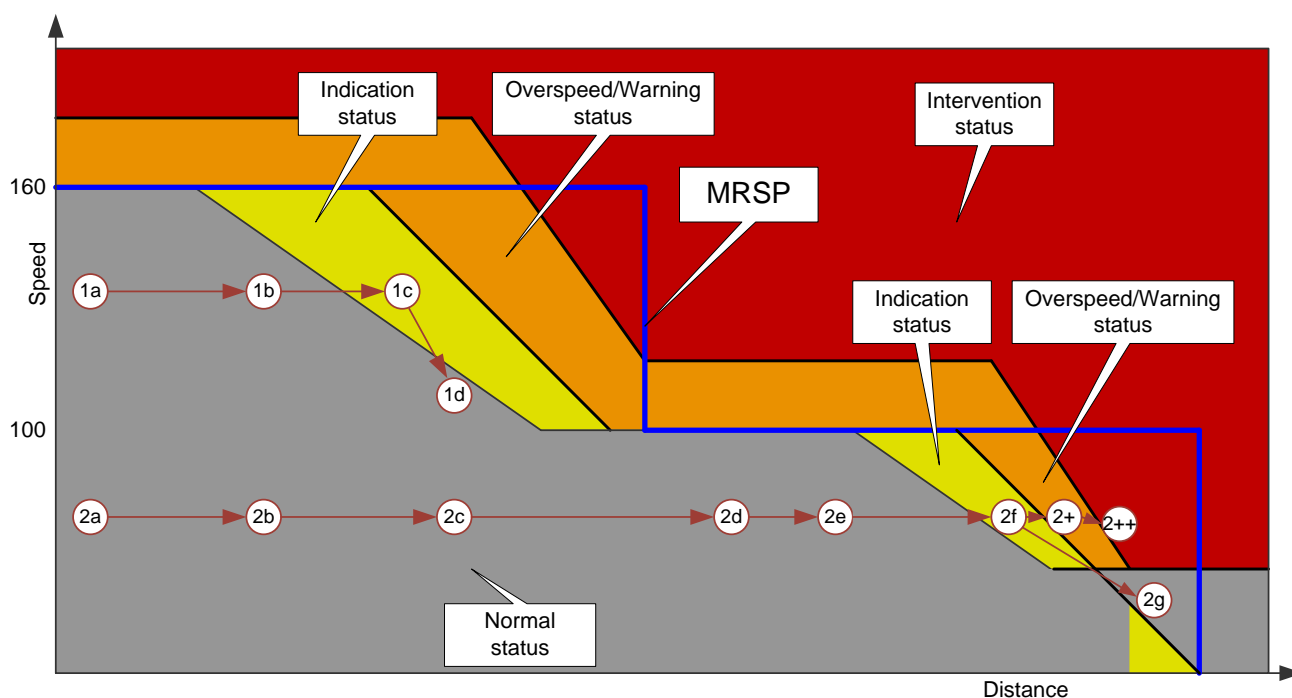 Indication
status
Overspeed/Warning
status
Intervention
status
MRSP
160
Speed
1a
1b
1c
Indication
status
Overspeed/Warning
status
1d
100
2a
2b
2c
2d
2e
2f
2+
2++
2g
Normal
status
Distance